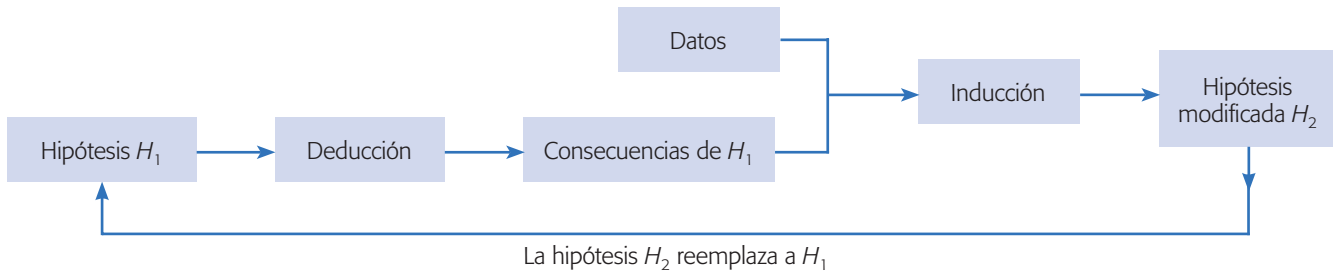 Datos
Inducción
Hipótesis
modificada H₂
Hipótesis H₁
Deducción
Consecuencias de H₁
La hipótesis H₂ reemplaza a H₁